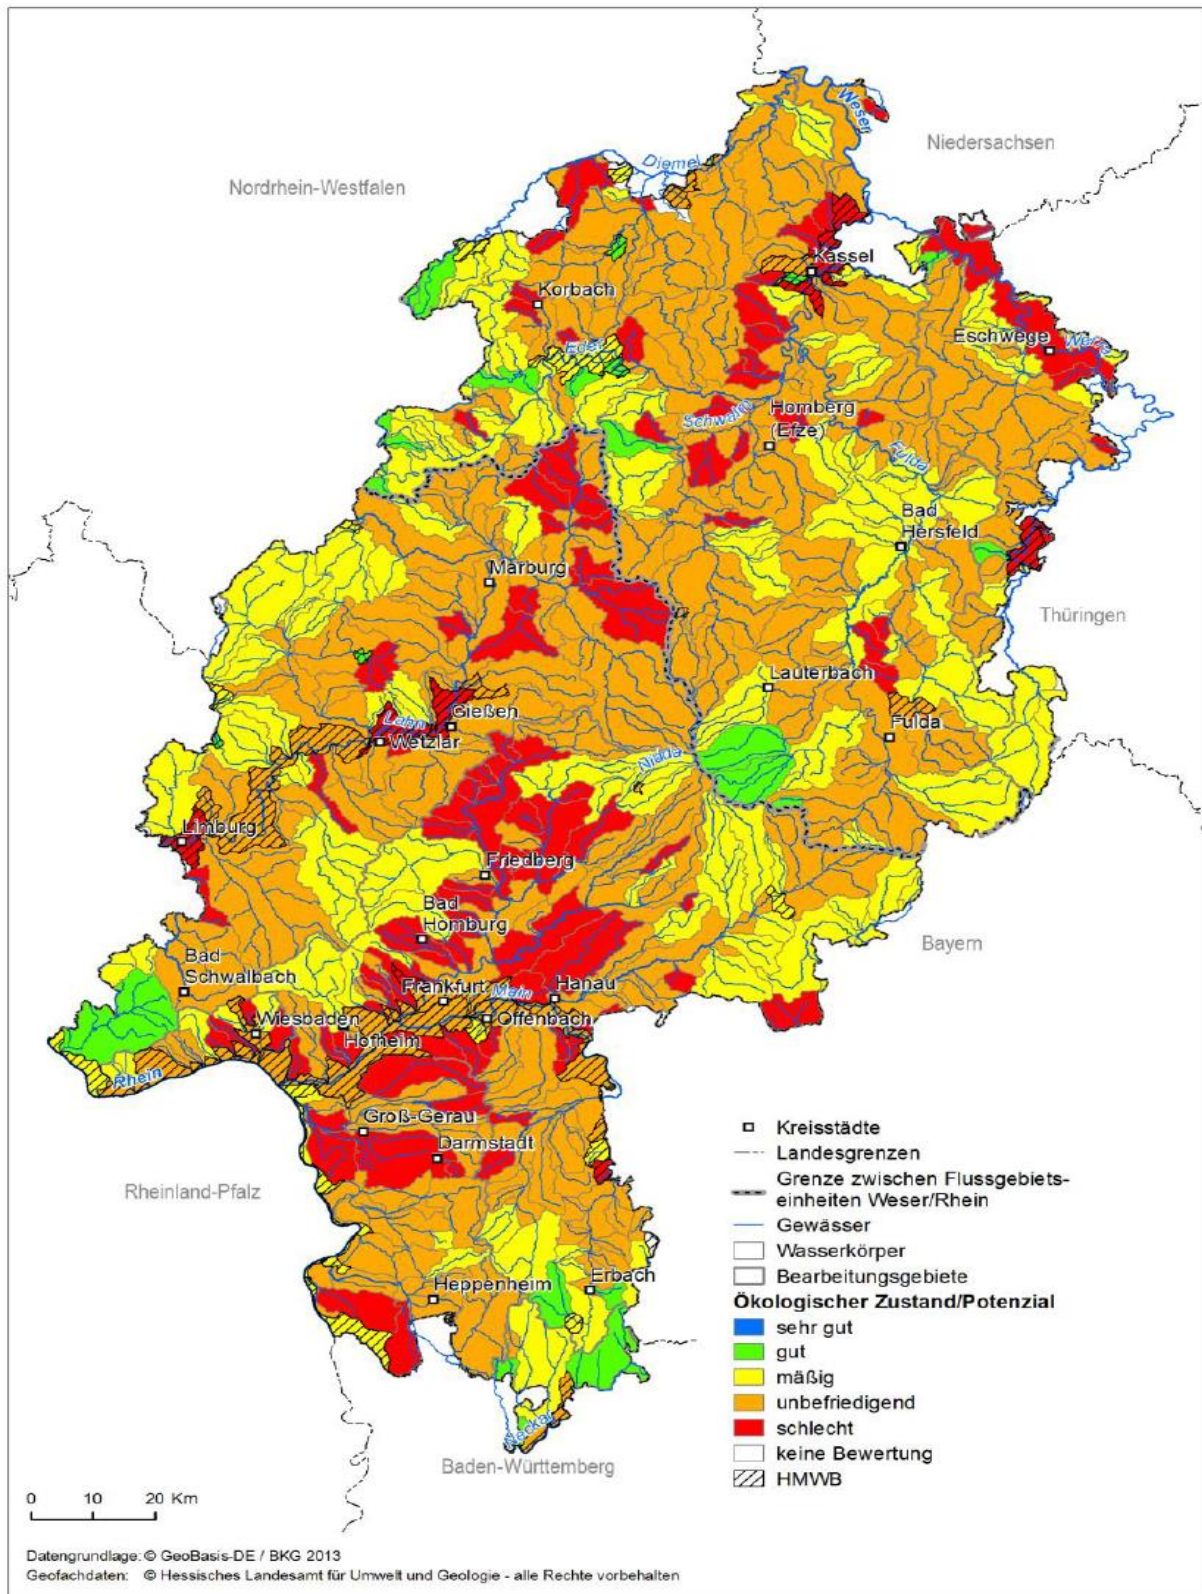 Weser
Niedersachsen
Diemel
Nordrhein-Westfalen
Kassel
Korbach
Eschwege
Werra
Eder
Schwalm
Homberg
(Efze)
Fulda
Bad
Hersfeld
Marburg
Thüringen
Lauterbach
Gießen
Lahn
Fulda
Wetzlar
Nidda
Limburg
Friedberg
Bad
Homburg
Bayern
Bad
Schwalbach
Frankfurt
Main
Hanau
Wiesbaden
Offenbach
Hofheim
Rhein
Groß-Gerau
Darmstadt
Rheinland-Pfalz
Heppenheim
Erbach
Neckar
Baden-Württemberg
Kreisstädte
Landesgrenzen
Grenze zwischen Flussgebiets-
einheiten Weser/Rhein
Gewässer
Wasserkörper
Bearbeitungsgebiete
Ökologischer Zustand/Potenzial
sehr gut
gut
mäßig
unbefriedigend
schlecht
keine Bewertung
HMWB
0 10 20 Km
Datengrundlage: © GeoBasis-DE / BKG 2013
Geofachdaten: © Hessisches Landesamt für Umwelt und Geologie - alle Rechte vorbehalten